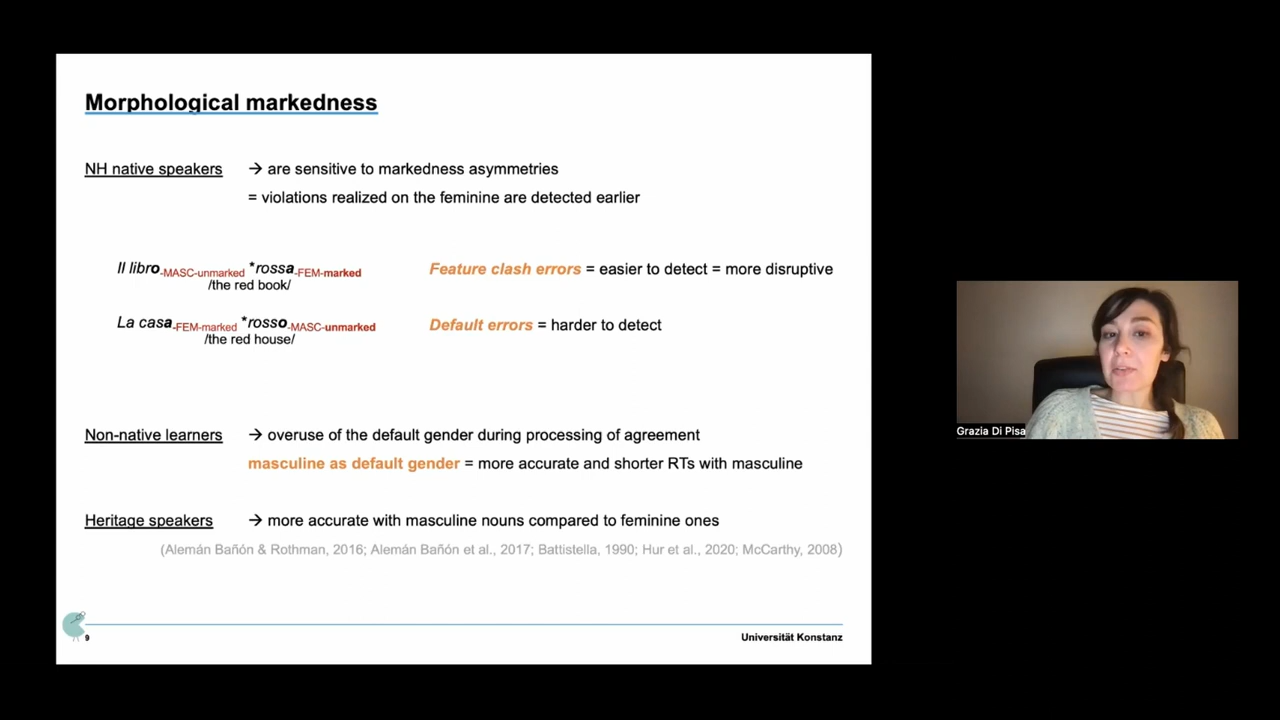 Morphological markedness
NH native speakers → are sensitive to markedness asymmetries
= violations realized on the feminine are detected earlier
Il libro-MASC-unmarked *rossa-FEM-marked Feature clash errors = easier to detect = more disruptive
/the red book/
La casa-FEM-marked *rosso-MASC-unmarked Default errors = harder to detect
/the red house/
Non-native learners → overuse of the default gender during processing of agreement
masculine as default gender = more accurate and shorter RTs with masculine
Heritage speakers → more accurate with masculine nouns compared to feminine ones
(Alemán Bañón & Rothman, 2016; Alemán Bañón et al., 2017; Battistella, 1990; Hur et al., 2020; McCarthy, 2008)
9
Universität Konstanz
Grazia Di Pisa